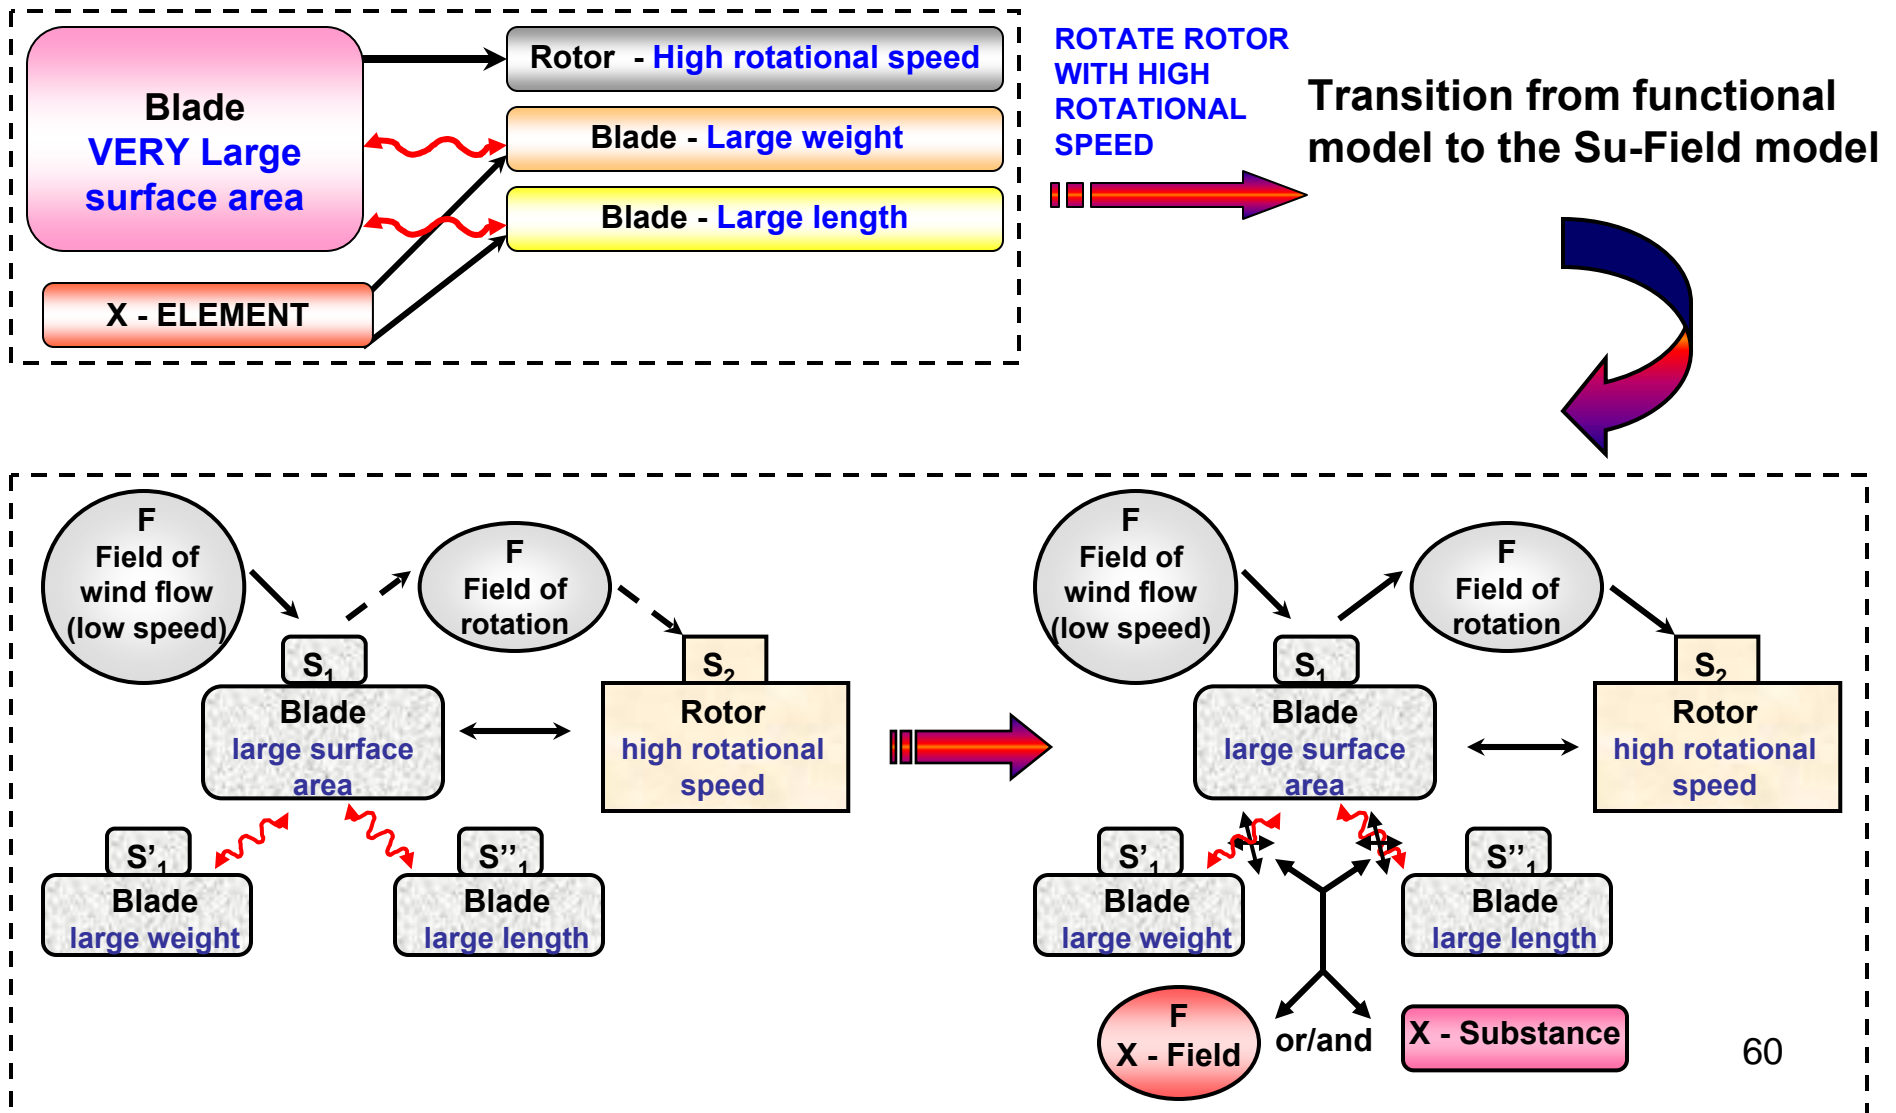 Blade
VERY Large
surface area
Rotor - High rotational speed
Blade - Large weight
Blade - Large length
X - ELEMENT
ROTATE ROTOR
WITH HIGH
ROTATIONAL
SPEED
Transition from functional
model to the Su-Field model
F
Field of
wind flow
(low speed)
F
Field of
rotation
S1
Blade
large surface
area
S2
Rotor
high rotational
speed
S’1
Blade
large weight
S’’1
Blade
large length
F
Field of
wind flow
(low speed)
F
Field of
rotation
S1
Blade
large surface
area
S2
Rotor
high rotational
speed
S’1
Blade
large weight
S’’1
Blade
large length
F
X - Field
or/and
X - Substance
60